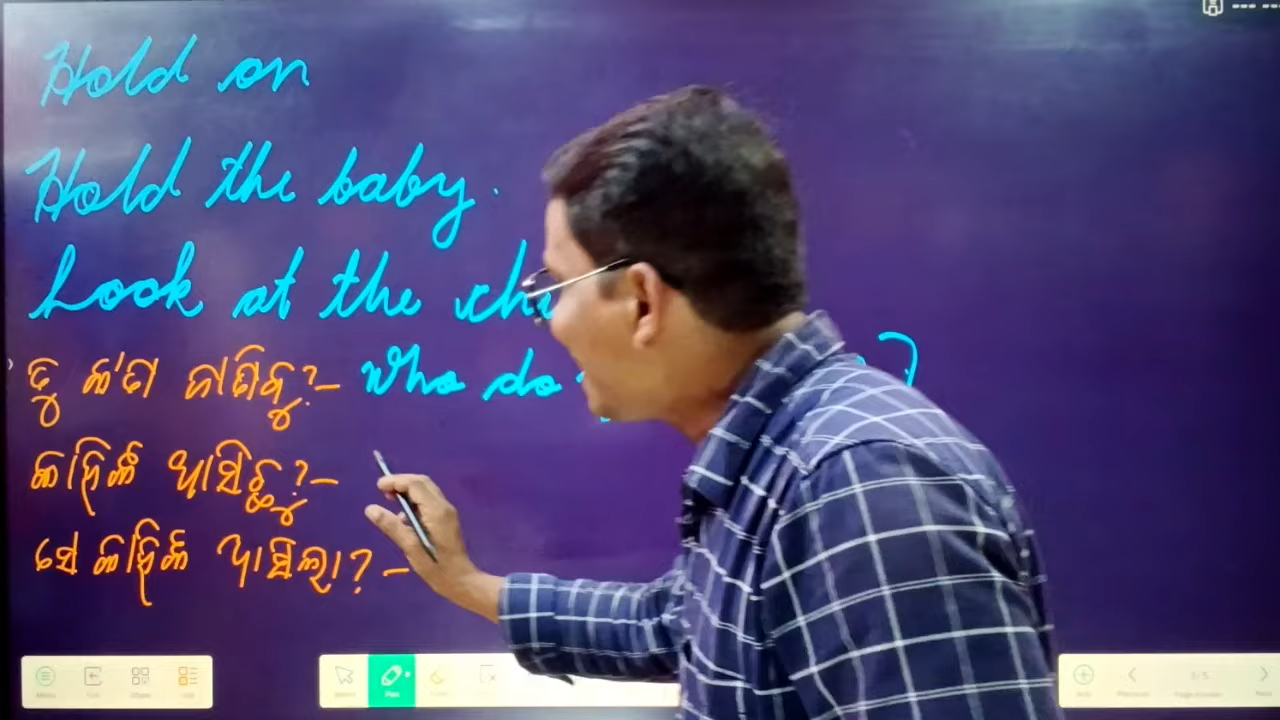 Hold on
Hold the baby.
Look at the
ତୁ କ'ଣ ଜାଣିବୁ?- Who do ?
କାହିଁକି ଆସିଛୁ?-
ସେ କାହିଁକି ଆସିଲା? -